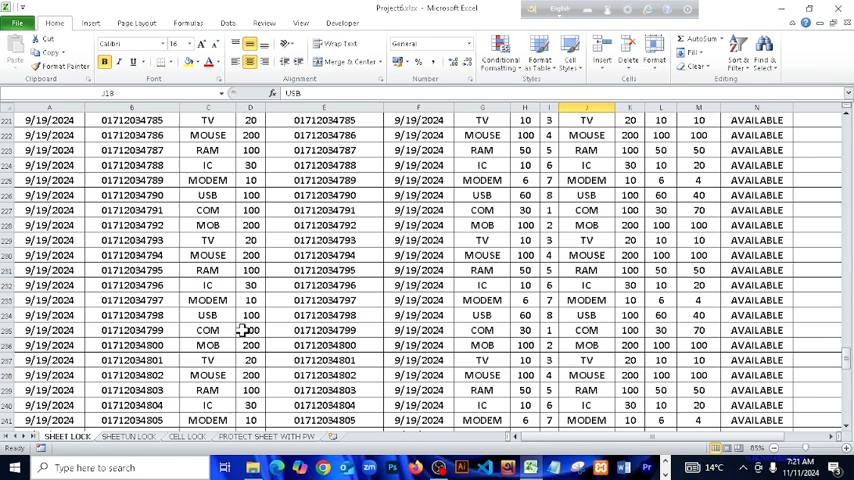 Project6.xlsx - Microsoft Excel
English
File Home Insert Page Layout Formulas Data Review View Developer
Cut
Copy
Format Painter
Paste
Clipboard
Calibri 16
Font
Wrap Text
Merge & Center
Alignment
General
Number
Conditional Formatting
Format as Table
Cell Styles
Styles
Insert Delete Format
Cells
AutoSum
Fill
Clear
Sort & Filter
Find & Select
Editing
J18 fx USB
A B C D E F G H I J K L M N
221 9/19/2024 01712034785 TV 20 01712034785 9/19/2024 TV 10 3 TV 20 10 10 AVAILABLE
222 9/19/2024 01712034786 MOUSE 200 01712034786 9/19/2024 MOUSE 100 4 MOUSE 200 100 100 AVAILABLE
223 9/19/2024 01712034787 RAM 100 01712034787 9/19/2024 RAM 50 5 RAM 100 50 50 AVAILABLE
224 9/19/2024 01712034788 IC 30 01712034788 9/19/2024 IC 10 6 IC 30 10 20 AVAILABLE
225 9/19/2024 01712034789 MODEM 10 01712034789 9/19/2024 MODEM 6 7 MODEM 10 6 4 AVAILABLE
226 9/19/2024 01712034790 USB 100 01712034790 9/19/2024 USB 60 8 USB 100 60 40 AVAILABLE
227 9/19/2024 01712034791 COM 100 01712034791 9/19/2024 COM 30 1 COM 100 30 70 AVAILABLE
228 9/19/2024 01712034792 MOB 200 01712034792 9/19/2024 MOB 100 2 MOB 200 100 100 AVAILABLE
229 9/19/2024 01712034793 TV 20 01712034793 9/19/2024 TV 10 3 TV 20 10 10 AVAILABLE
230 9/19/2024 01712034794 MOUSE 200 01712034794 9/19/2024 MOUSE 100 4 MOUSE 200 100 100 AVAILABLE
231 9/19/2024 01712034795 RAM 100 01712034795 9/19/2024 RAM 50 5 RAM 100 50 50 AVAILABLE
232 9/19/2024 01712034796 IC 30 01712034796 9/19/2024 IC 10 6 IC 30 10 20 AVAILABLE
233 9/19/2024 01712034797 MODEM 10 01712034797 9/19/2024 MODEM 6 7 MODEM 10 6 4 AVAILABLE
234 9/19/2024 01712034798 USB 100 01712034798 9/19/2024 USB 60 8 USB 100 60 40 AVAILABLE
235 9/19/2024 01712034799 COM 01712034799 9/19/2024 COM 30 1 COM 100 30 70 AVAILABLE
236 9/19/2024 01712034800 MOB 200 01712034800 9/19/2024 MOB 100 2 MOB 200 100 100 AVAILABLE
237 9/19/2024 01712034801 TV 20 01712034801 9/19/2024 TV 10 3 TV 20 10 10 AVAILABLE
238 9/19/2024 01712034802 MOUSE 200 01712034802 9/19/2024 MOUSE 100 4 MOUSE 200 100 100 AVAILABLE
239 9/19/2024 01712034803 RAM 100 01712034803 9/19/2024 RAM 50 5 RAM 100 50 50 AVAILABLE
240 9/19/2024 01712034804 IC 30 01712034804 9/19/2024 IC 10 6 IC 30 10 20 AVAILABLE
241 9/19/2024 01712034805 MODEM 10 01712034805 9/19/2024 MODEM 6 7 MODEM 10 6 4 AVAILABLE
SHEET LOCK SHEETUN LOCK CELL LOCK PROTECT SHEET WITH PW
Ready 85%
Type here to search
14°C
7:21 AM
11/11/2024